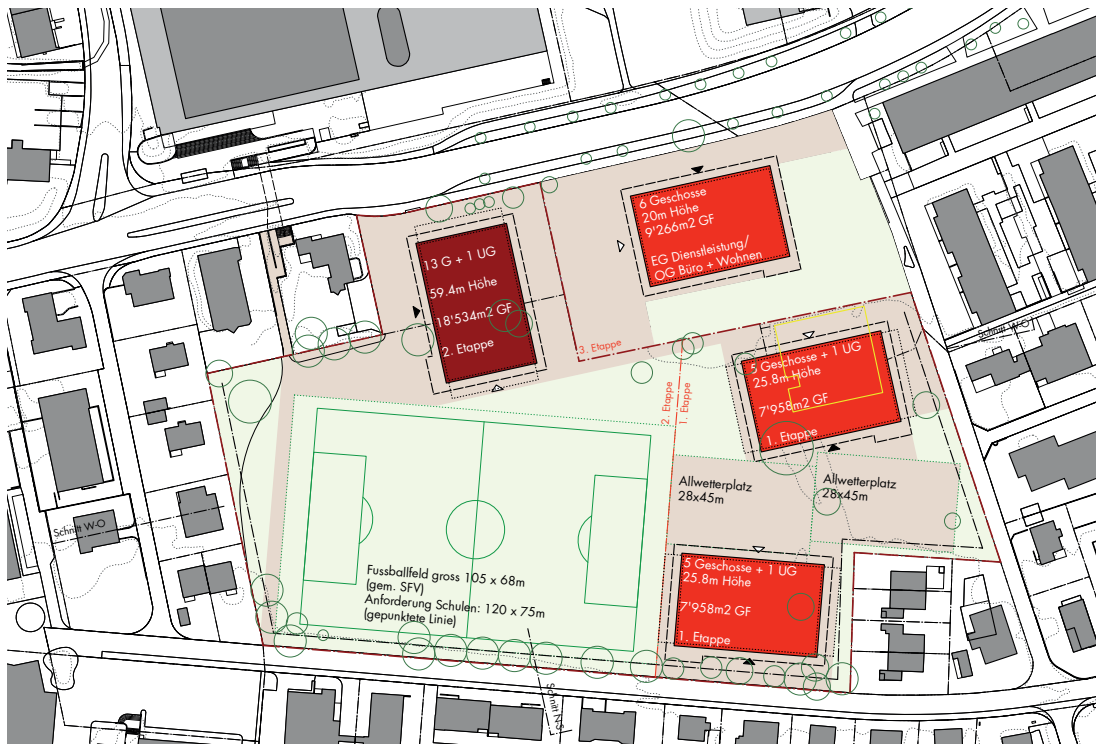 6 Geschosse
20m Höhe
9'266m2 GF
EG Dienstleistung/
OG Büro + Wohnen
13 G + 1 UG
59.4m Höhe
18'534m2 GF
2. Etappe
3. Etappe
Schnitt W-O
5 Geschosse + 1 UG
25.8m Höhe
7'958m2 GF
1. Etappe
2. Etappe
1. Etappe
Allwetterplatz
28x45m
Allwetterplatz
28x45m
Schnitt W-O
Fussballfeld gross 105 x 68m
(gem. SFV)
Anforderung Schulen: 120 x 75m
(gepunktete Linie)
5 Geschosse + 1 UG
25.8m Höhe
7'958m2 GF
1. Etappe
Schnitt N-S